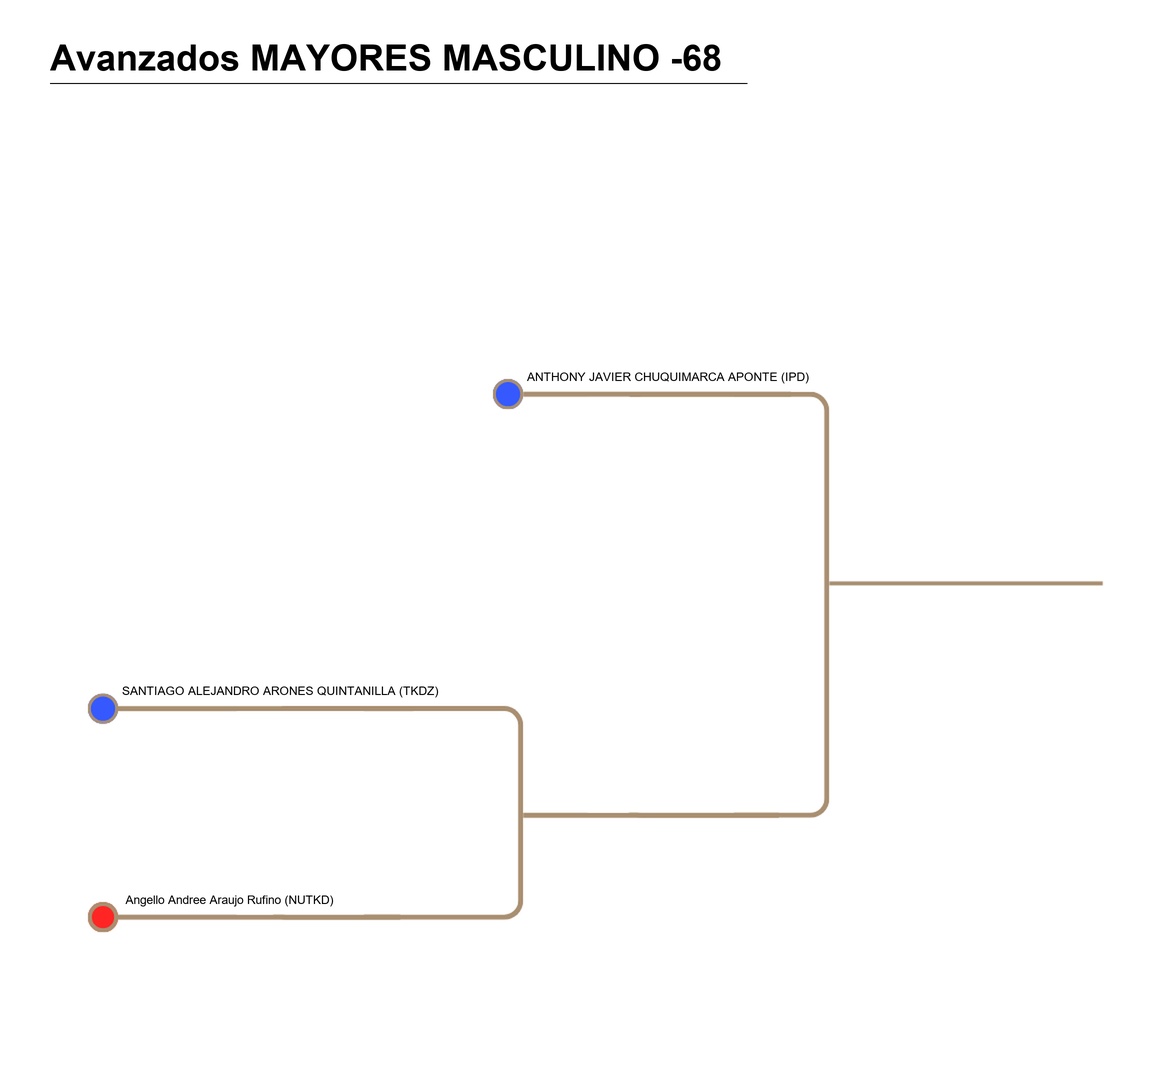 Avanzados MAYORES MASCULINO -68
ANTHONY JAVIER CHUQUIMARCA APONTE (IPD)
SANTIAGO ALEJANDRO ARONES QUINTANILLA (TKDZ)
Angello Andree Araujo Rufino (NUTKD)